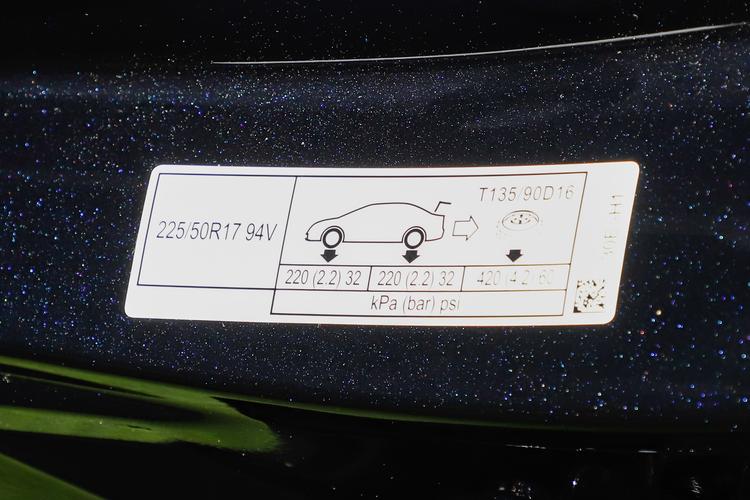 T135/90D16
225/50R17 94V
220 (2.2) 32 220 (2.2) 32 420 (4.2) 60
kPa (bar) psi